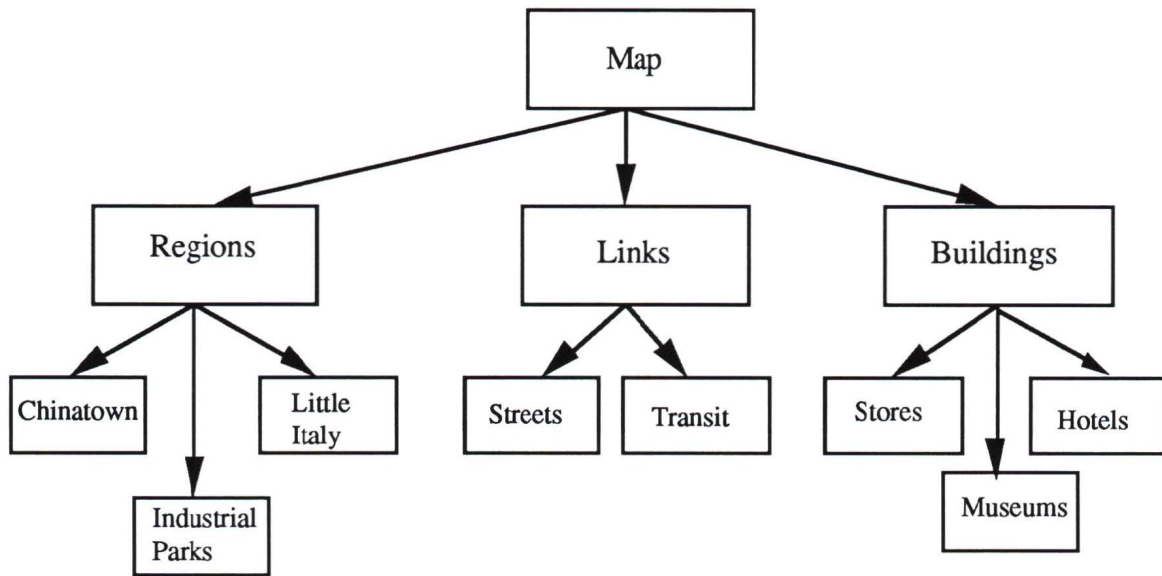 Map
Regions
Links
Buildings
Chinatown
Little
Italy
Streets
Transit
Stores
Hotels
Industrial
Parks
Museums